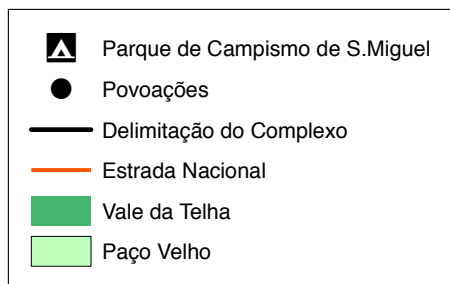 Parque de Campismo de S.Miguel
Povoações
Delimitação do Complexo
Estrada Nacional
Vale da Telha
Paço Velho